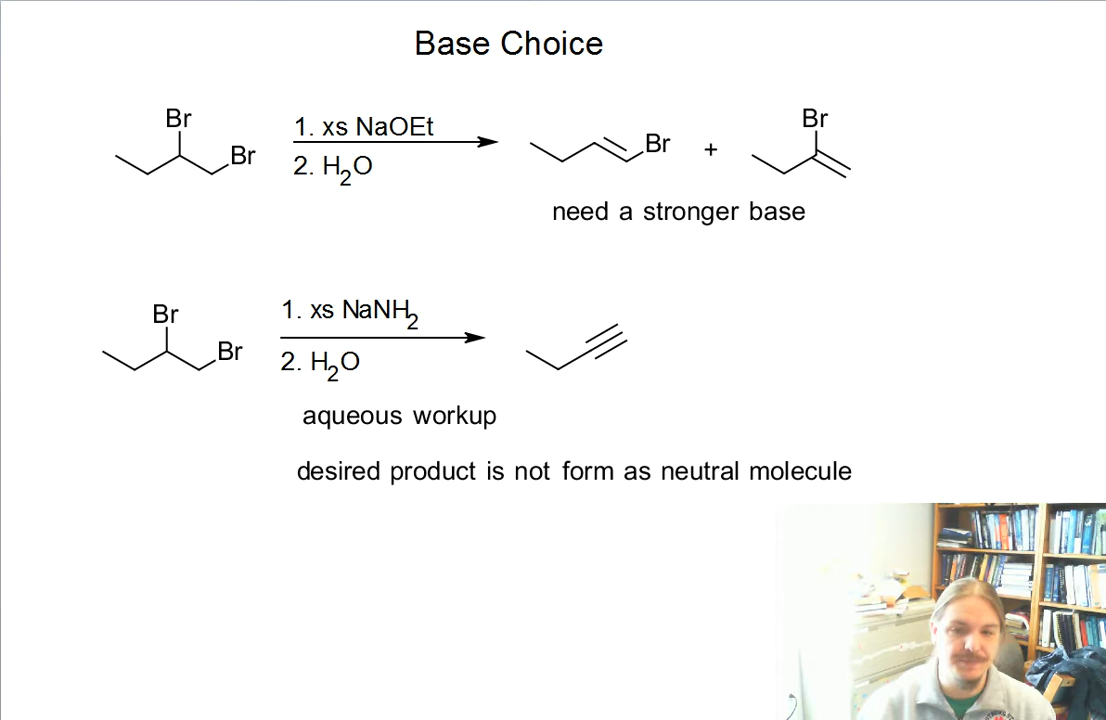 Base Choice
Br
Br
1. xs NaOEt
2. H₂O
Br
+
Br
need a stronger base
Br
Br
1. xs NaNH₂
2. H₂O
aqueous workup
desired product is not form as neutral molecule